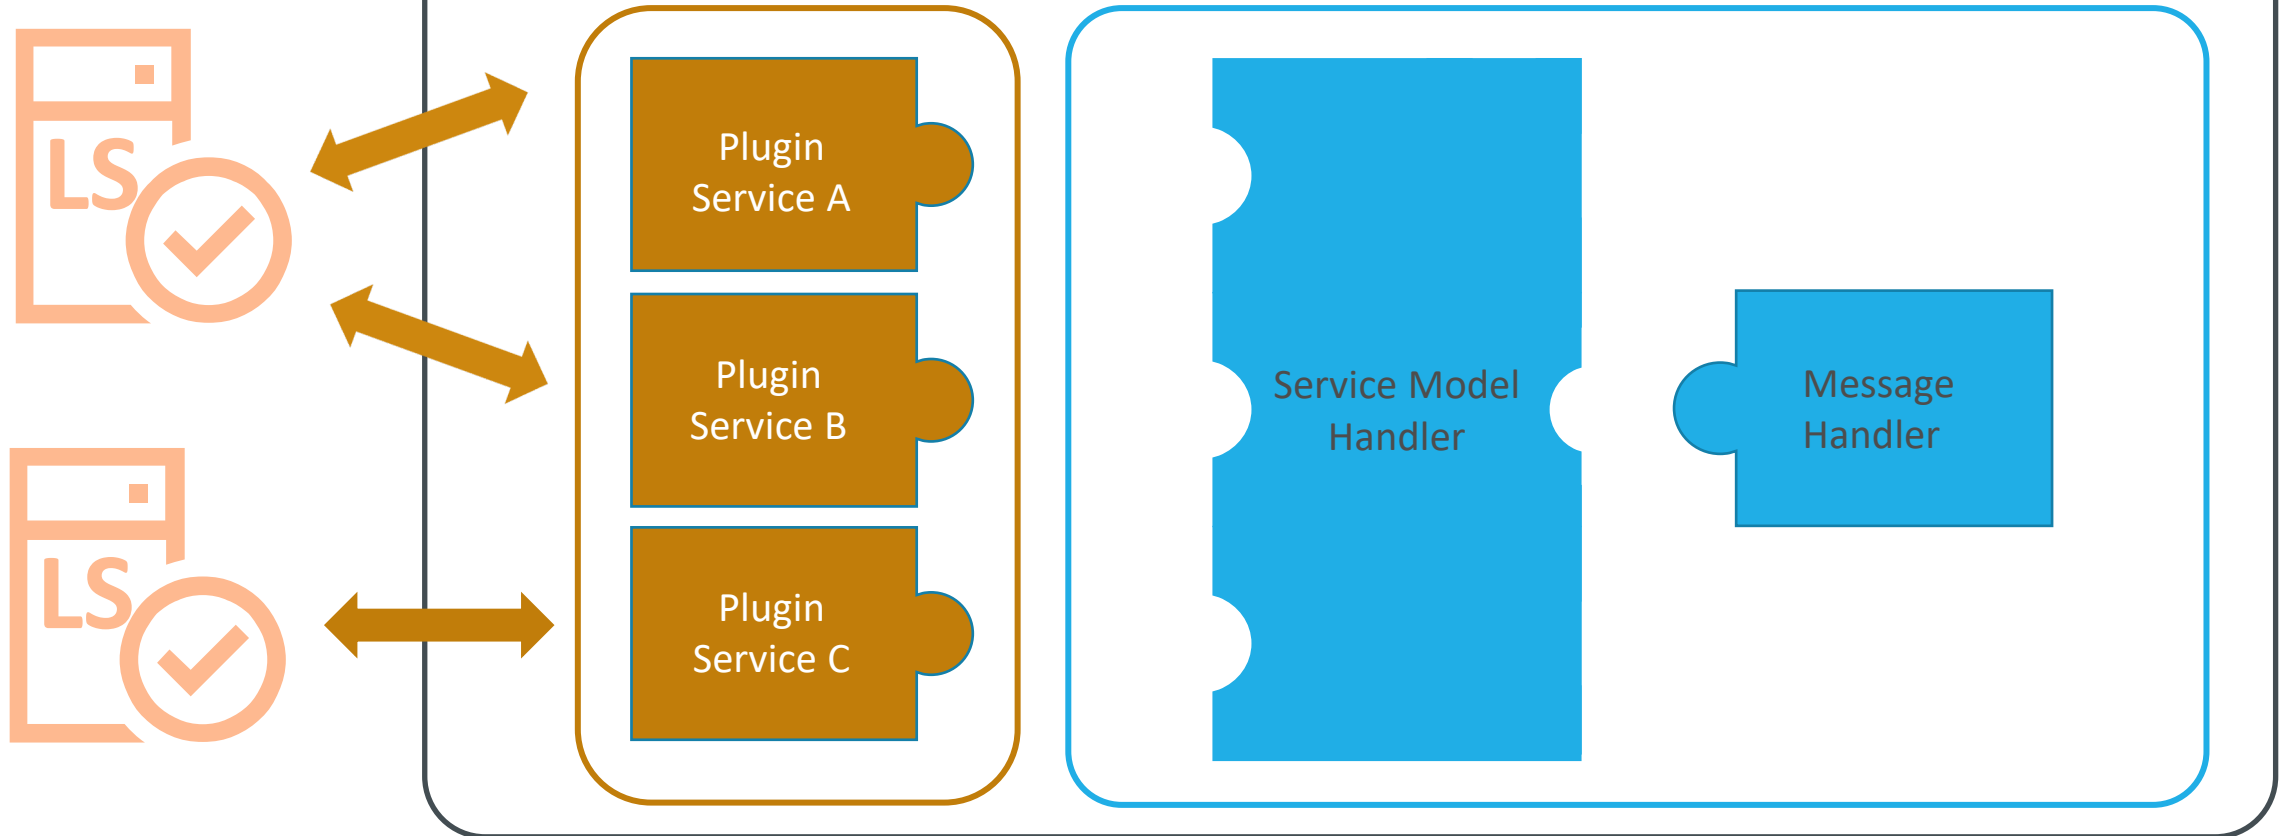 LS
Plugin
Service A
Plugin
Service B
Service Model
Handler
Message
Handler
LS
Plugin
Service C